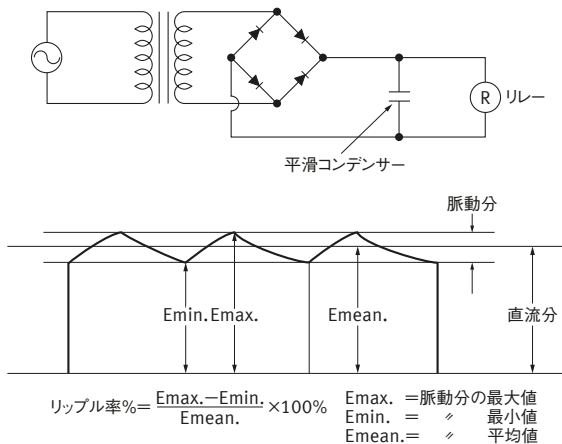 R リレー
平滑コンデンサー
脈動分
Emin. Emax. Emean. 直流分
リップル率%= Emax.−Emin. / Emean. ×100%
Emax. =脈動分の最大値
Emin. = 〃 最小値
Emean.= 〃 平均値